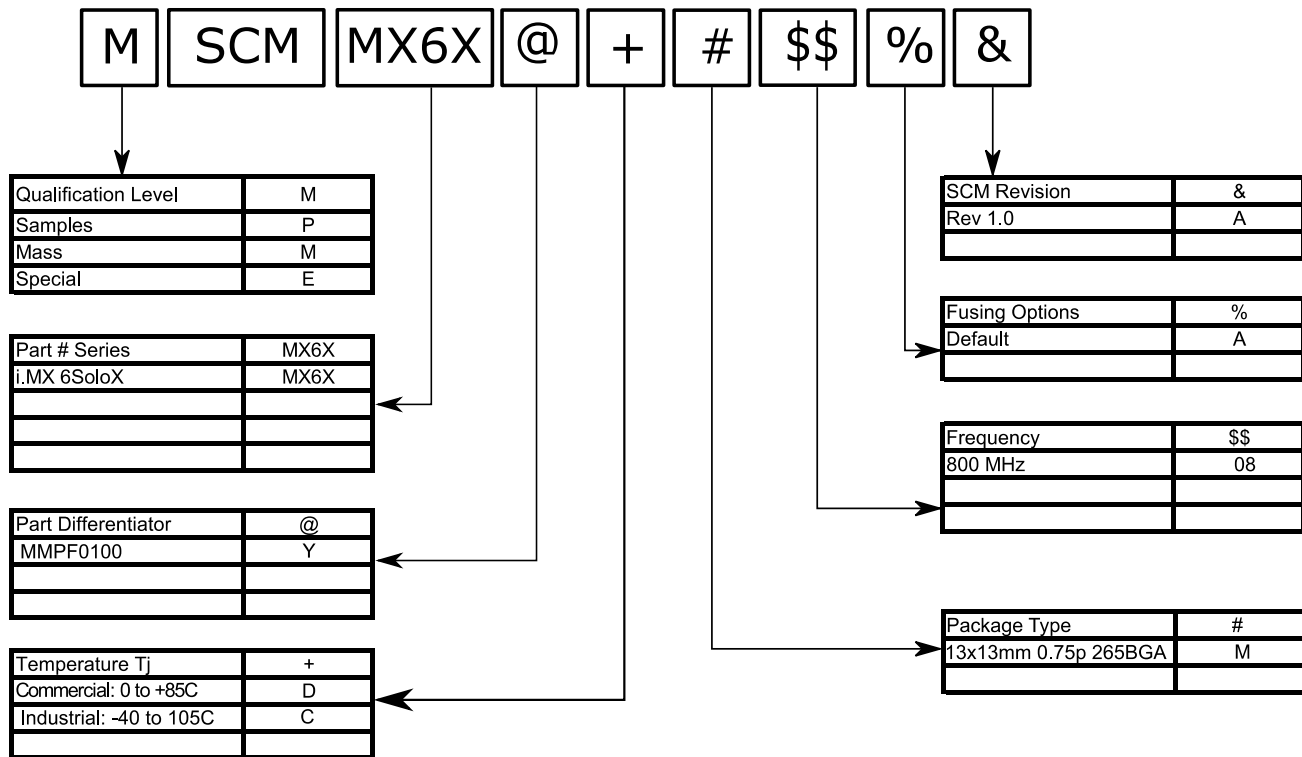 M SCM MX6X @ + # $$ % &
Qualification Level M
Samples P
Mass M
Special E
Part # Series MX6X
i.MX 6SoloX MX6X
Part Differentiator @
MMPF0100 Y
Temperature Tj +
Commercial: 0 to +85C D
Industrial: -40 to 105C C
SCM Revision &
Rev 1.0 A
Fusing Options %
Default A
Frequency $$
800 MHz 08
Package Type #
13x13mm 0.75p 265BGA M